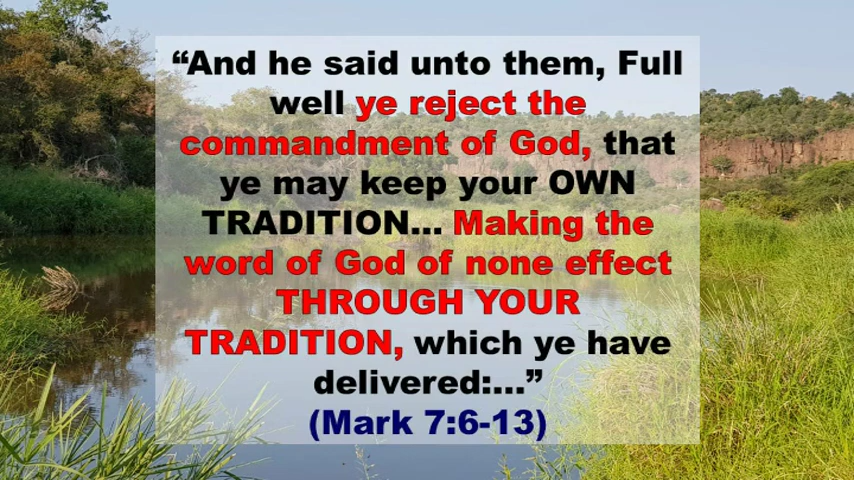 “And he said unto them, Full
well ye reject the
commandment of God, that
ye may keep your OWN
TRADITION... Making the
word of God of none effect
THROUGH YOUR
TRADITION, which ye have
delivered:...”
(Mark 7:6-13)